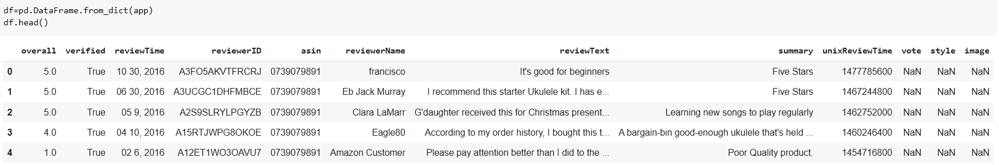 df=pd.DataFrame.from_dict(app)
df.head()
overall verified reviewTime reviewerID asin reviewerName reviewText summary unixReviewTime vote style image
0 5.0 True 10 30, 2016 A3FO5AKVTFRCRJ 0739079891 francisco It's good for beginners Five Stars 1477785600 NaN NaN NaN
1 5.0 True 06 30, 2016 A3UCGC1DHFMBCE 0739079891 Eb Jack Murray I recommend this starter Ukulele kit. I has e... Five Stars 1467244800 NaN NaN NaN
2 5.0 True 05 9, 2016 A2S9SLRYLPGYZB 0739079891 Clara LaMarr G'daughter received this for Christmas present... Learning new songs to play regularly 1462752000 NaN NaN NaN
3 4.0 True 04 10, 2016 A15RTJWPG8OKOE 0739079891 Eagle80 According to my order history, I bought this t... A bargain-bin good-enough ukulele that's held ... 1460246400 NaN NaN NaN
4 1.0 True 02 6, 2016 A12ET1WO3OAVU7 0739079891 Amazon Customer Please pay attention better than I did to the ... Poor Quality product. 1454716800 NaN NaN NaN